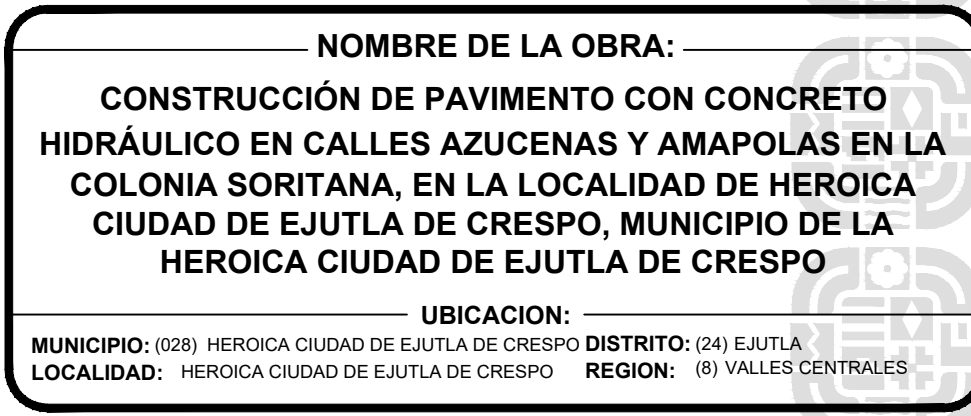 NOMBRE DE LA OBRA:
CONSTRUCCIÓN DE PAVIMENTO CON CONCRETO
HIDRÁULICO EN CALLES AZUCENAS Y AMAPOLAS EN LA
COLONIA SORITANA, EN LA LOCALIDAD DE HEROICA
CIUDAD DE EJUTLA DE CRESPO, MUNICIPIO DE LA
HEROICA CIUDAD DE EJUTLA DE CRESPO
UBICACION:
MUNICIPIO: (028) HEROICA CIUDAD DE EJUTLA DE CRESPO DISTRITO: (24) EJUTLA
LOCALIDAD: HEROICA CIUDAD DE EJUTLA DE CRESPO REGION: (8) VALLES CENTRALES